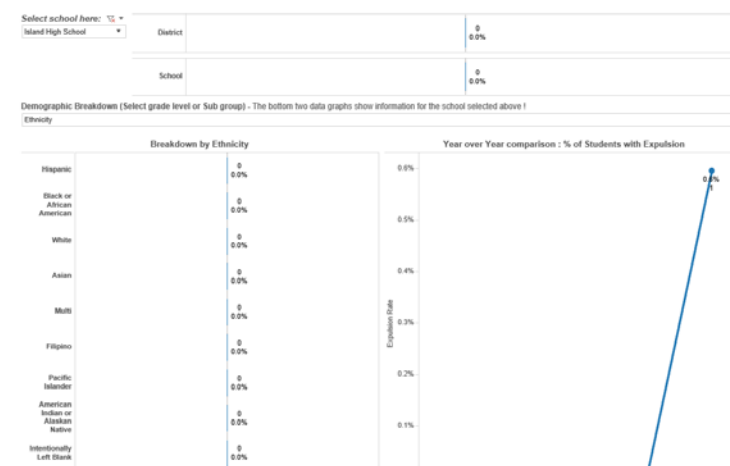 Select school here:
Island High School
District
0
0.0%
School
0
0.0%
Demographic Breakdown (Select grade level or Sub group) - The bottom two data graphs show information for the school selected above !
Ethnicity
Breakdown by Ethnicity
Hispanic
0
0.0%
Black or
African
American
0
0.0%
White
0
0.0%
Asian
0
0.0%
Multi
0
0.0%
Filipino
0
0.0%
Pacific
Islander
0
0.0%
American
Indian or
Alaskan
Native
0
0.0%
Intentionally
Left Blank
0
0.0%
Year over Year comparison : % of Students with Expulsion
Expulsion Rate
0.6%
0.5%
0.4%
0.3%
0.2%
0.1%
1